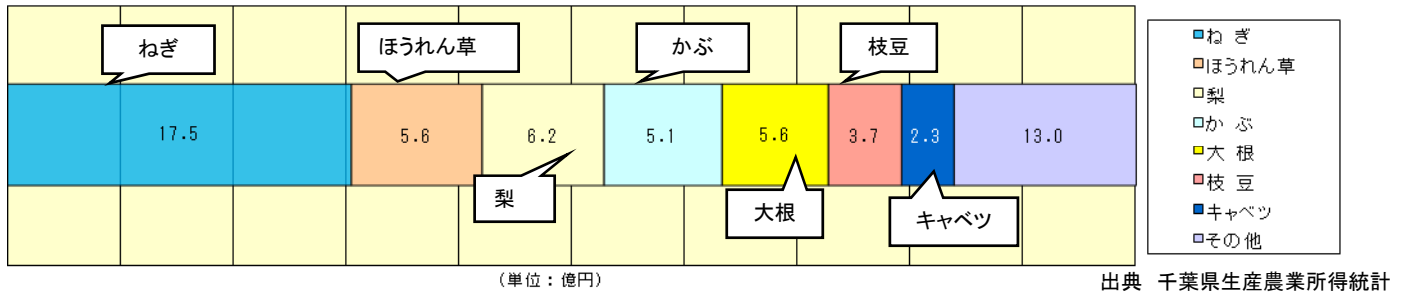 ねぎ
ほうれん草
かぶ
枝豆
17.5
5.6
6.2
5.1
5.6
3.7
2.3
13.0
梨
大根
キャベツ
ね ぎ
ほうれん草
梨
か ぶ
大 根
枝 豆
キャベツ
その他
(単位：億円)
出典 千葉県生産農業所得統計